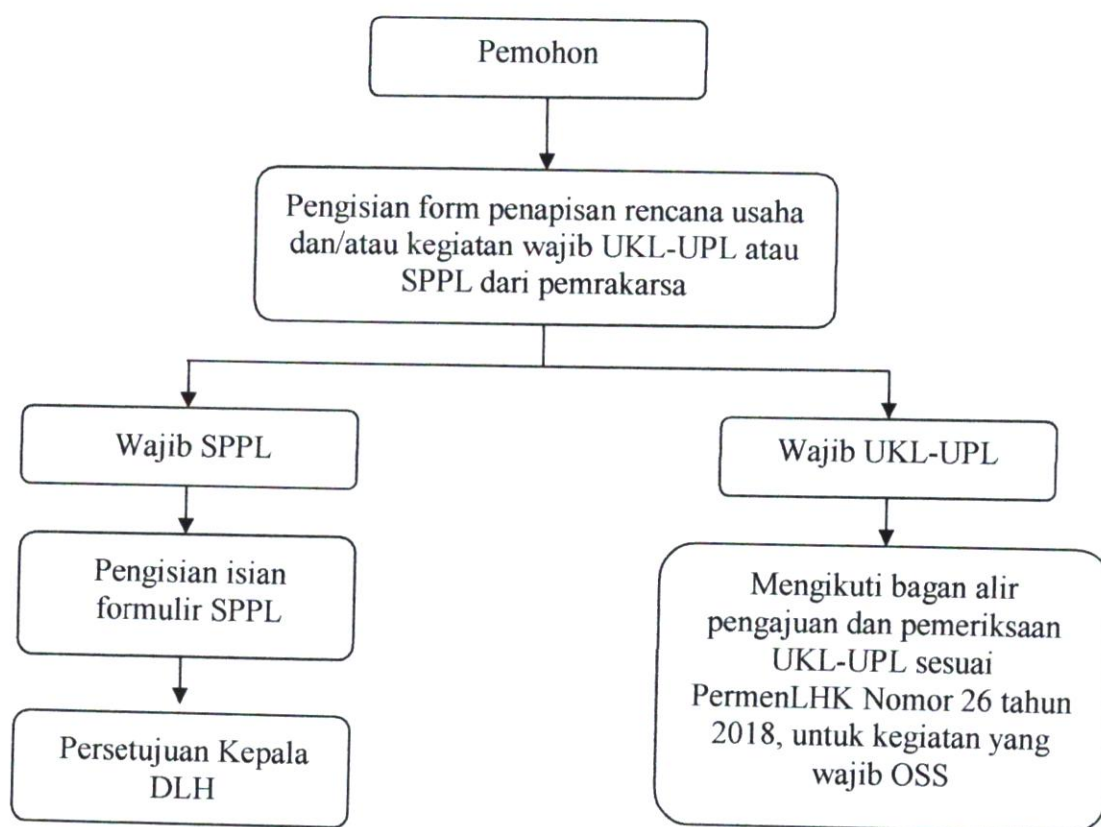 Pemohon
Pengisian form penapisan rencana usaha
dan/atau kegiatan wajib UKL-UPL atau
SPPL dari pemrakarsa
Wajib SPPL
Wajib UKL-UPL
Pengisian isian
formulir SPPL
Persetujuan Kepala
DLH
Mengikuti bagan alir
pengajuan dan pemeriksaan
UKL-UPL sesuai
PermenLHK Nomor 26 tahun
2018, untuk kegiatan yang
wajib OSS